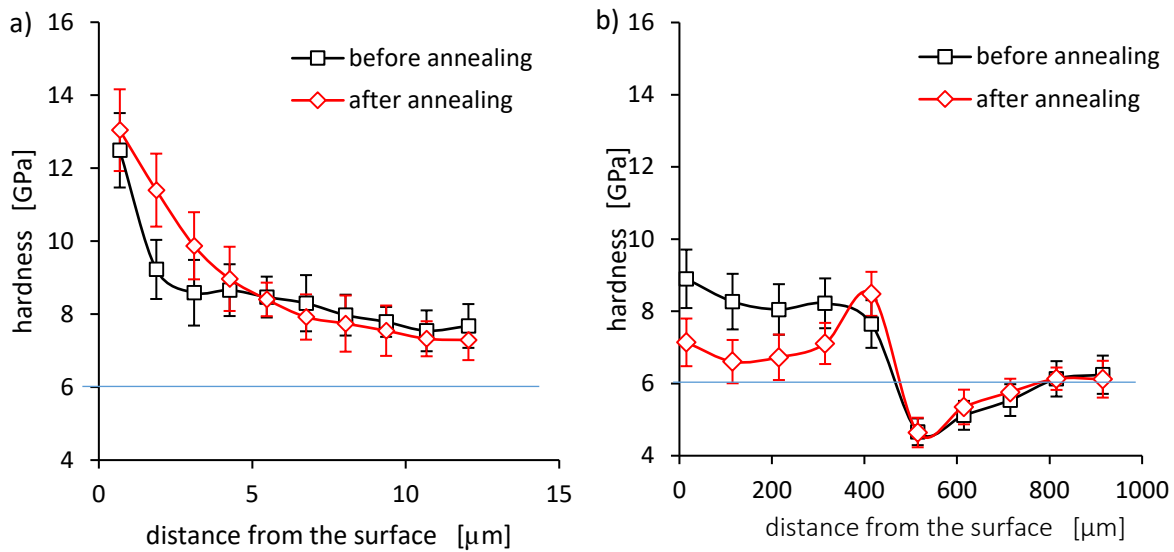 a)
16
14
12
10
8
6
4
0
5
10
15
hardness [GPa]
distance from the surface [μm]
before annealing
after annealing
b)
16
14
12
10
8
6
4
0
200
400
600
800
1000
hardness [GPa]
distance from the surface [μm]
before annealing
after annealing